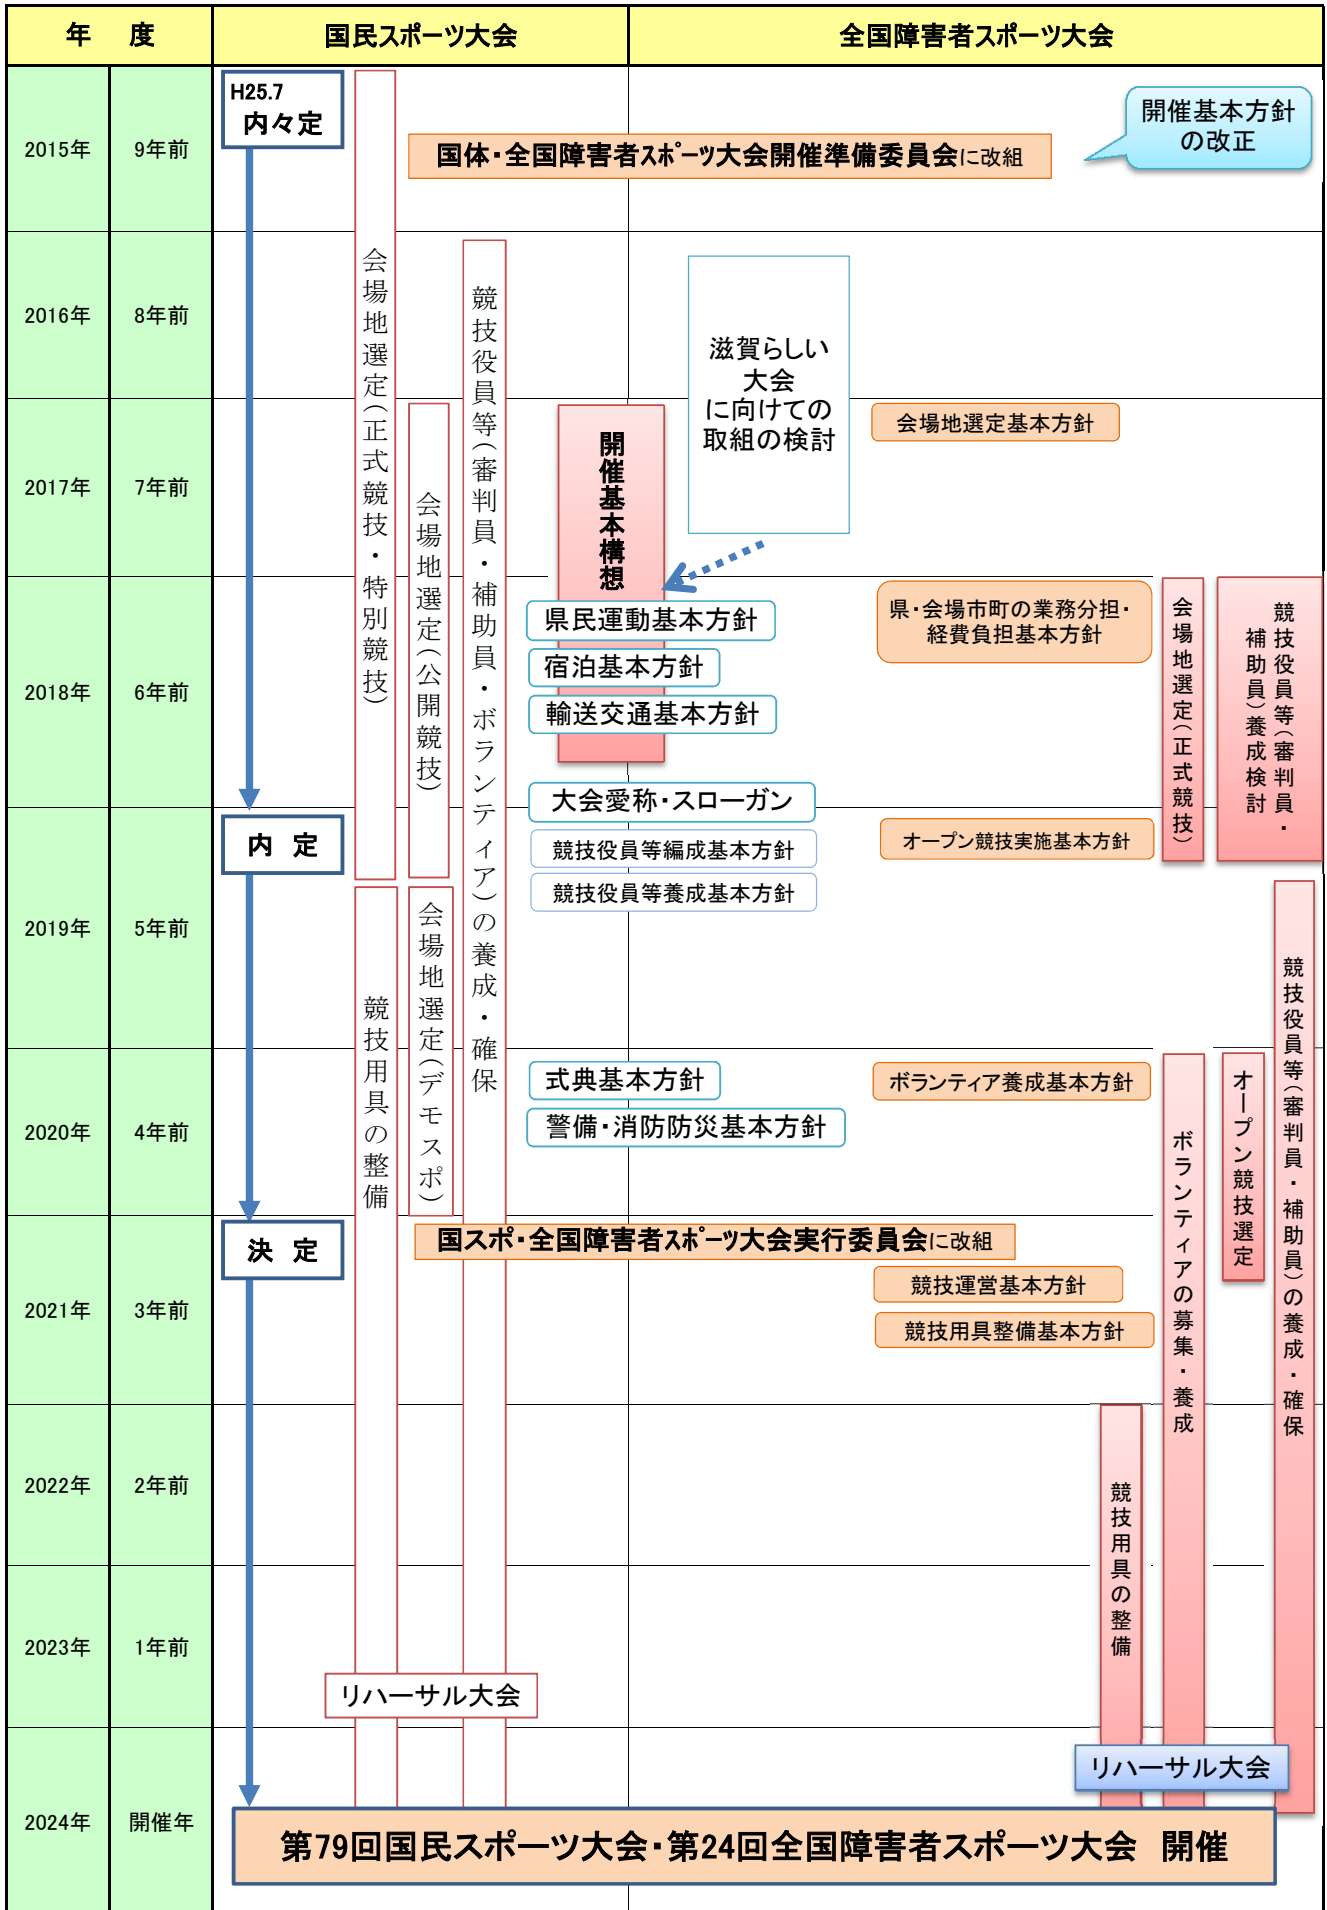 年　度
国民スポーツ大会
全国障害者スポーツ大会
2015年
9年前
H25.7
内々定
国体・全国障害者スポーツ大会開催準備委員会に改組
開催基本方針
の改正
会場地選定（正式競技・特別競技）
2016年
8年前
競技役員等（審判員・補助員・ボランティア）の養成・確保
滋賀らしい
大会
に向けての
取組の検討
2017年
7年前
会場地選定（公開競技）
開催基本構想
会場地選定基本方針
2018年
6年前
県民運動基本方針
宿泊基本方針
輸送交通基本方針
県・会場市町の業務分担・
経費負担基本方針
会場地選定（正式競技）
競技役員等（審判員・
補助員）養成検討
大会愛称・スローガン
2019年
5年前
内　定
競技役員等編成基本方針
競技役員等養成基本方針
オープン競技実施基本方針
競技用具の整備
会場地選定（デモスポ）
競技役員等（審判員・補助員）の養成・確保
2020年
4年前
式典基本方針
警備・消防防災基本方針
ボランティア養成基本方針
ボランティアの募集・養成
オープン競技選定
2021年
3年前
決　定
国スポ・全国障害者スポーツ大会実行委員会に改組
競技運営基本方針
競技用具整備基本方針
2022年
2年前
競技用具の整備
2023年
1年前
リハーサル大会
2024年
開催年
リハーサル大会
第79回国民スポーツ大会・第24回全国障害者スポーツ大会　開催